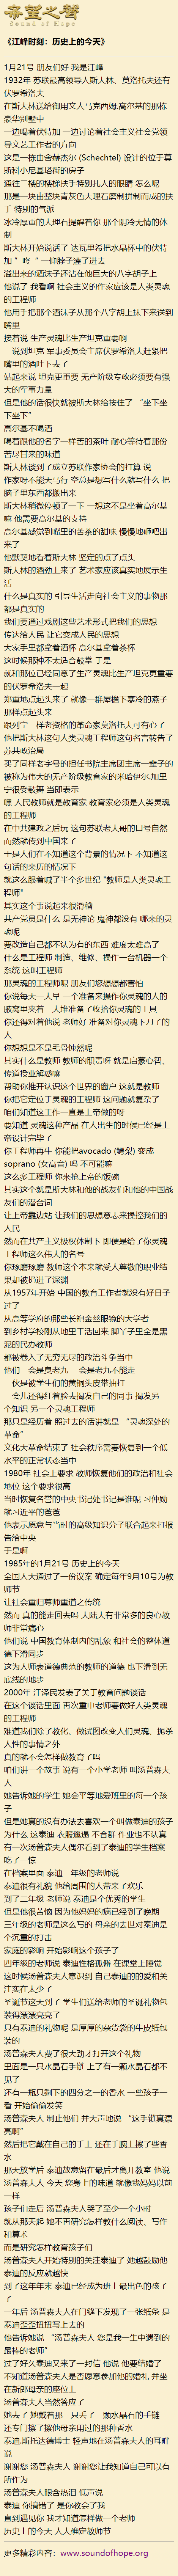 希望之聲
Sound of Hope
《江峰时刻：历史上的今天》
1月21号 朋友们好 我是江峰
1932年 苏联最高领导人斯大林、莫洛托夫还有
伏罗希洛夫
在斯大林送给御用文人马克西姆.高尔基的那栋
豪华别墅中
一边喝着伏特加 一边讨论着社会主义社会党领
导文艺工作者的方向
这是一栋由舍赫杰尔 (Schechtel) 设计的位于莫
斯科小尼基塔街的房子
通往二楼的楼梯扶手特别扎人的眼睛 怎么呢
那是一块由整块青灰色大理石磨制拼制而成的扶
手 特别的气派
冰冷厚重的大理石提醒着你 那个阴冷无情的体
制
斯大林开始说话了 达瓦里希把水晶杯中的伏特
加 ”咚 “ 一仰脖子灌了进去
溢出来的酒沫子还沾在他巨大的八字胡子上
他说了 我看啊 社会主义的作家应该是人类灵魂
的工程师
他用手把那个酒沫子从那个八字胡上抹下来送到
嘴里
接着说 生产灵魂比生产坦克重要啊
一说到坦克 军事委员会主席伏罗希洛夫赶紧把
嘴里的酒吐下去了
站起来说 坦克更重要 无产阶级专政必须要有强
大的军事力量
但是他的话很快就被斯大林给按住了 “坐下坐
下坐下”
高尔基不喝酒
喝着跟他的名字一样苦的茶叶 耐心等待着那份
苦尽甘来的味道
斯大林谈到了成立苏联作家协会的打算 说
作家呀不能天马行 空总是想写什么就写什么 把
脑子里东西都搬出来
斯大林稍微停顿了一下 一想这不是坐着高尔基
嘛 他需要高尔基的支持
高尔基感觉到嘴里的苦茶的甜味 慢慢地砸吧出
来了
他默契地看着斯大林 坚定的点了点头
斯大林的酒劲上来了 艺术家应该真实地展示生
活
什么是真实的 引导生活走向社会主义的事物那
都是真实的
我们要通过戏剧这些艺术形式把我们的思想
传达给人民 让它变成人民的思想
大家手里都拿着酒杯 高尔基拿着茶杯
这时候那种不太适合鼓掌 于是
就和那位已经同意了生产灵魂比生产坦克更重要
的伏罗希洛夫一起
郑重地点起头来了 就像一群屋檐下寒冷的燕子
那样点起头来
跟列宁一样老资格的革命家莫洛托夫可有心了
他把斯大林这句人类灵魂工程师这句名言转告了
苏共政治局
买了同样名字号的担任书院主席团主席一辈子的
被称为伟大的无产阶级教育家的米哈伊尔.加里
宁很受鼓舞 当即表示
嘿 人民教师就是教育家 教育家必须是人类灵魂
的工程师
在中共建政之后玩 这句苏联老大哥的口号自然
而然就传到中国来了
于是人们在不知道这个背景的情况下 不知道这
句话的来历的情况下
就这么跟着喊了半个多世纪 "教师是人类灵魂工
程师"
其实这个事说起来很滑稽
共产党员是什么 是无神论 鬼神都没有 哪来的灵
魂呢
要改造自己都不认为有的东西 难度太难高了
什么是工程师 制造、维修、操作一台机器一个
系统 这叫工程师
那灵魂的工程师呢 朋友们您想想都害怕
你说每天一大早 一个准备来操作你灵魂的人的
腋窝里夹着一大堆准备了收拾你灵魂的工具
你还得对着他说 老师好 准备对你灵魂下刀子的
人
你想想是不是毛骨悚然呢
其实什么是教师 教师的职责呀 就是启蒙心智、
传道授业解惑嘛
帮助你推开认识这个世界的窗户 这就是教师
你把它定位于灵魂的工程师 这问题就复杂了
咱们知道这工作一直是上帝做的呀
要知道 灵魂这种产品 在人出生的时候已经是上
帝设计完毕了
你工程师再牛 你能把avocado (鳄梨) 变成
soprano (女高音) 吗 不可能嘛
这么多工程师 你来抢上帝的饭碗
其实这个就是斯大林和他的战友们和他的中国战
友们的潜台词
让上帝靠边站 让我们的思想意志来操控我们的
人民
然而在共产主义极权体制下 即便是给了你灵魂
工程师这么伟大的名号
你琢磨琢磨 教师这个本来就受人尊敬的职业结
果却被扔进了深渊
从1957年开始 中国的教育工作者就没有好日子
过了
从高等学府的那些长袍金丝眼镜的大学者
到乡村学校刚从地里干活回来 脚丫子里全是黑
泥的民办教师
都被卷入了无穷无尽的政治斗争当中
他们一会是臭老九 一会是老九不能走
一伙是被学生们的黄铜头皮带抽打
一会儿还得红着脸去揭发自己的同事 揭发另一
个知识 另一个灵魂工程师
那只是经历着 照过去的话讲就是 “灵魂深处的
革命”
文化大革命结束了 社会秩序需要恢复到一个低
水平的正常状态当中
1980年 社会上要求 教师恢复他们的政治和社会
地位 这个要求很高
当时恢复名誉的中央书记处书记是谁呢 习仲勋
就习近平的爸爸
他表示愿意与当时的高级知识分子联合起来打报
告给中央
于是啊
1985年的1月21号 历史上的今天
全国人大通过了一份议案 确定每年9月10号为教
师节
让社会重归尊师重道之传统
然而 真的能走回去吗 大陆大有非常多的良心教
师非常痛心
他们说 中国教育体制内的乱象 和社会的整体道
德下滑同步
这为人师表道德典范的教师的道德 也下滑到无
底线的地步
2000年 江泽民发表了关于教育问题谈话
在这个谈话里面 再次重申老师要做好人类灵魂
的工程师
难道我们除了教化、做试图改变人们灵魂、扼杀
人性的事情之外
真的就不会怎样做教育了吗
咱们讲一个故事 说有一个小学老师 叫汤普森夫
人
她告诉她的学生 她会平等地爱班里的每一个孩
子
但是她真的没有办法去喜欢一个叫做泰迪的孩子
为什么 这泰迪 衣服邋遢 不合群 作业也不认真
有一次汤普森夫人偶尔看到了泰迪的学生档案
吃了一惊
在档案里面 泰迪一年级的老师说
泰迪很有礼貌 他给周围的人带来了欢乐
到了二年级 老师说 泰迪是个优秀的学生
但是他很苦恼 因为他妈妈的病已经到了晚期
三年级的老师是这么写的 母亲的去世对泰迪是
个沉重的打击
家庭的影响 开始影响这个孩子了
四年级的老师说 泰迪性格孤僻 在课堂上睡觉
这时候汤普森夫人意识到 自己泰迪的的爱和关
注实在太少了
圣诞节这天到了 学生们送给老师的圣诞礼物包
装得漂漂亮亮了
只有泰迪的礼物呢 是厚厚的杂货袋的牛皮纸包
装的
汤普森夫人费了很大劲才打开这个礼物
里面是一只水晶石手链 上了有一颗水晶石都不
见了
还有一瓶只剩下的四分之一的香水 一些孩子一
看 开始偷偷发笑
汤普森夫人 制止他们 并大声地说 “这手链真漂
亮啊”
然后把它戴在自己的手上 还在手腕上擦了些香
水
那天放学后 泰迪故意留在最后才离开教室 他说
汤普森夫人 今天 您身上的味道 就像我妈妈以前
一样
孩子们走后 汤普森夫人哭了至少一个小时
就从那天起 她不再研究怎样教什么阅读、写作
和算术
而是研究怎样教育孩子们
汤普森夫人开始特别的关注泰迪了 她越鼓励他
泰迪的反应就越快
到了这年年末 泰迪已经成为班上最出色的孩子
了
一年后 汤普森夫人在门缝下发现了一张纸条 是
泰迪歪歪扭扭写上去的
他告诉她说 “汤普森夫人 您是我一生中遇到的
最棒的老师”
过了好久泰迪又来了一封信 他说 他要结婚了
不知道汤普森夫人是否愿意参加他的婚礼 并坐
在新郎母亲的座位上
汤普森夫人当然答应了
她去了 她戴着那一只丢了一颗水晶石的手链
还专门擦了擦他母亲用过的那种香水
泰迪.斯托达德博士 轻声地在汤普森夫人的耳畔
说
谢谢您 汤普森夫人 谢谢您让我知道自己可以有
所作为
汤普森夫人眼含热泪 低声说
泰迪 你搞错了 是你教会了我
直到遇见你 我才知道怎样做一个老师
历史上的今天 人大确定教师节
更多精彩内容：www.soundofhope.org